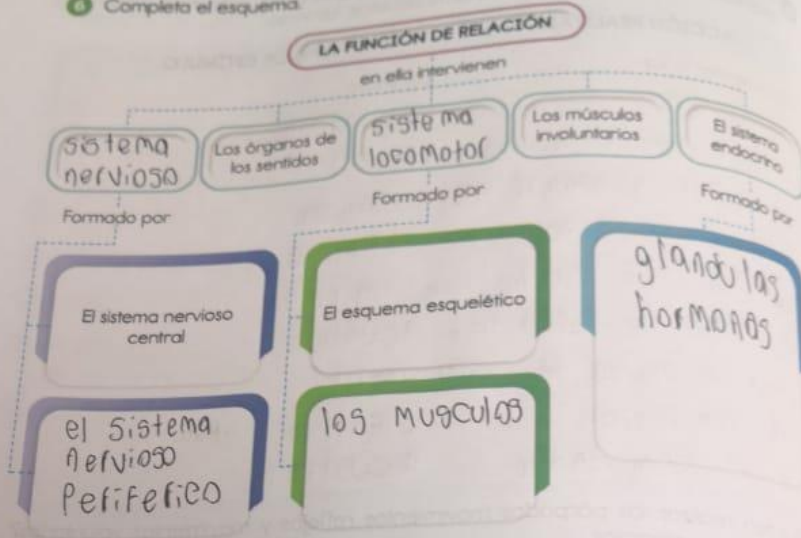 6 Completa el esquema.
LA FUNCIÓN DE RELACIÓN
en ella intervienen
sistema
nervioso
Los órganos de
los sentidos
sistema
locomotor
Los músculos
involuntarios
El sistema
endocrino
Formado por
Formado por
Formado por
El sistema nervioso
central
El esquema esquelético
glandulas
hormonas
el sistema
nervioso
Periferico
los musculos